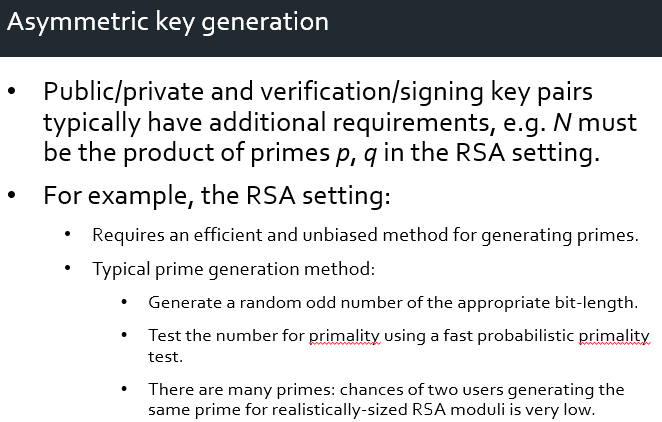 Asymmetric key generation
• Public/private and verification/signing key pairs
typically have additional requirements, e.g. N must
be the product of primes p, q in the RSA setting.
• For example, the RSA setting:
• Requires an efficient and unbiased method for generating primes.
• Typical prime generation method:
• Generate a random odd number of the appropriate bit-length.
• Test the number for primality using a fast probabilistic primality
test.
• There are many primes: chances of two users generating the
same prime for realistically-sized RSA moduli is very low.